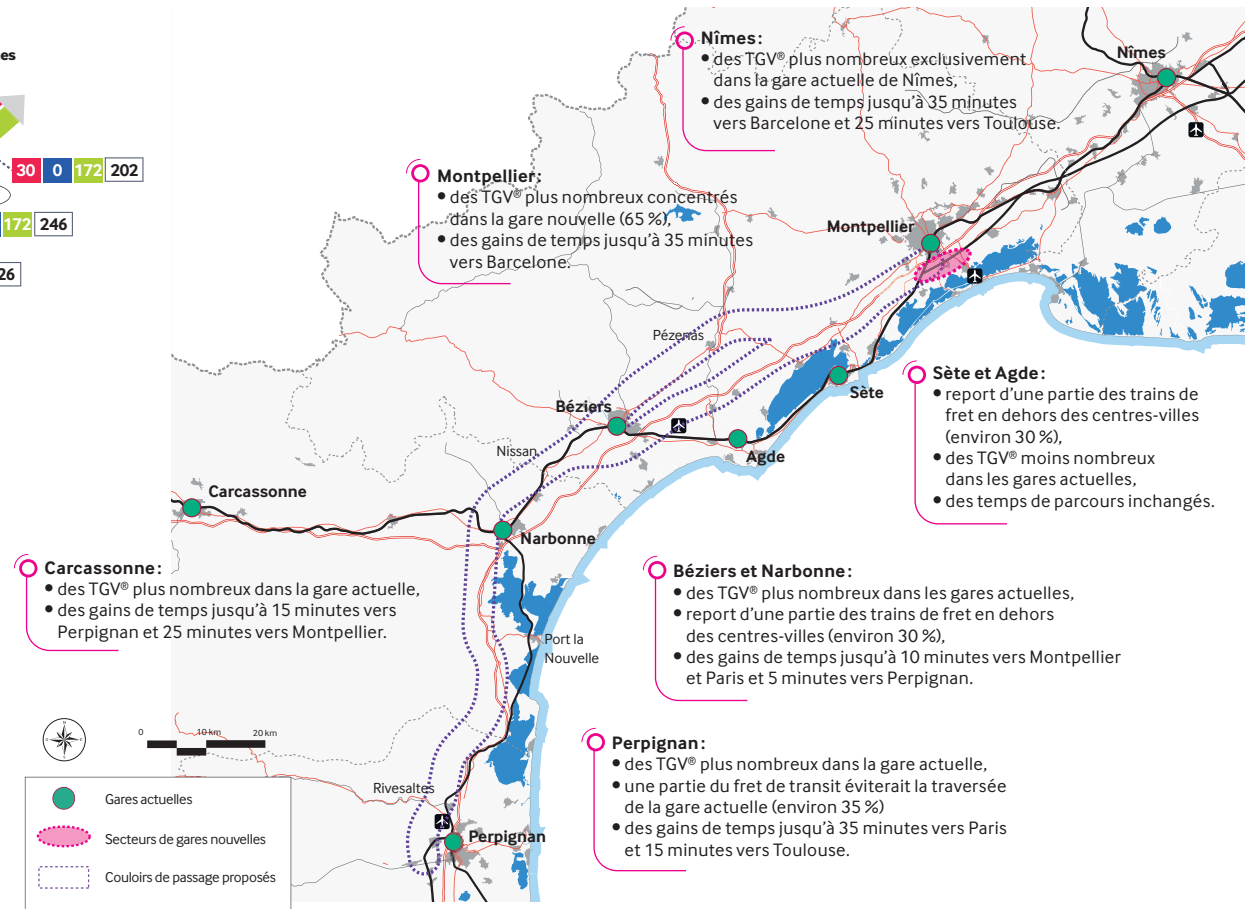 es
30 0 172 202
172 246
26
Nîmes :
• des TGV® plus nombreux exclusivement
dans la gare actuelle de Nîmes,
• des gains de temps jusqu'à 35 minutes
vers Barcelone et 25 minutes vers Toulouse.
Nîmes
Montpellier :
• des TGV® plus nombreux concentrés
dans la gare nouvelle (65 %),
• des gains de temps jusqu'à 35 minutes
vers Barcelone.
Montpellier
Pézenas
Sète
Béziers
Agde
Nissan
Sète et Agde :
• report d'une partie des trains de
fret en dehors des centres-villes
(environ 30 %),
• des TGV® moins nombreux
dans les gares actuelles,
• des temps de parcours inchangés.
Carcassonne
Narbonne
Carcassonne :
• des TGV® plus nombreux dans la gare actuelle,
• des gains de temps jusqu'à 15 minutes vers
Perpignan et 25 minutes vers Montpellier.
Béziers et Narbonne :
• des TGV® plus nombreux dans les gares actuelles,
• report d'une partie des trains de fret en dehors
des centres-villes (environ 30 %),
• des gains de temps jusqu'à 10 minutes vers Montpellier
et Paris et 5 minutes vers Perpignan.
Port la
Nouvelle
0 10 km 20 km
Perpignan :
• des TGV® plus nombreux dans la gare actuelle,
• une partie du fret de transit éviterait la traversée
de la gare actuelle (environ 35 %)
• des gains de temps jusqu'à 35 minutes vers Paris
et 15 minutes vers Toulouse.
Rivesaltes
Perpignan
Gares actuelles
Secteurs de gares nouvelles
Couloirs de passage proposés